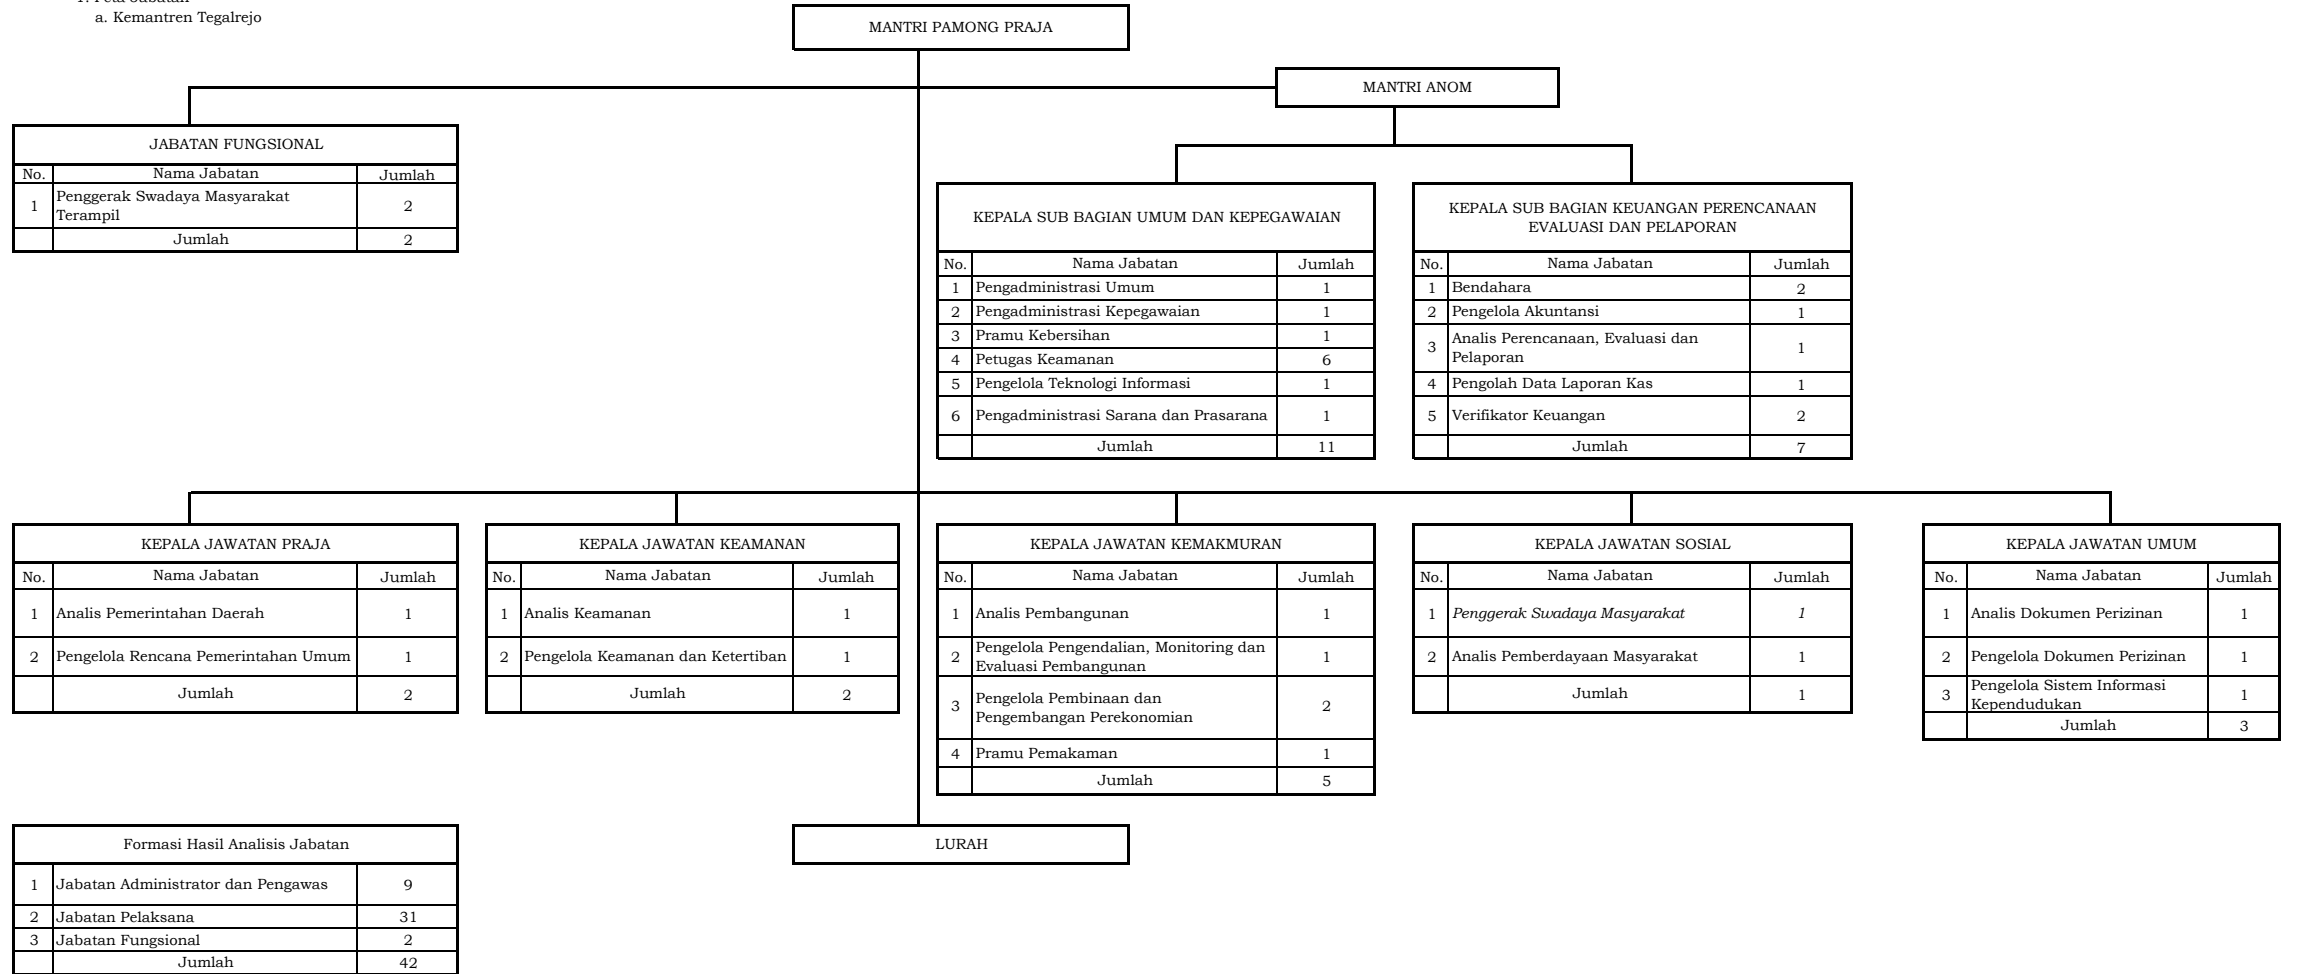 a. Kemantren Tegalrejo
MANTRI PAMONG PRAJA
MANTRI ANOM
JABATAN FUNGSIONAL
No. Nama Jabatan Jumlah
1 Penggerak Swadaya Masyarakat
Terampil 2
Jumlah 2
KEPALA SUB BAGIAN UMUM DAN KEPEGAWAIAN
No. Nama Jabatan Jumlah
1 Pengadministrasi Umum 1
2 Pengadministrasi Kepegawaian 1
3 Pramu Kebersihan 1
4 Petugas Keamanan 6
5 Pengelola Teknologi Informasi 1
6 Pengadministrasi Sarana dan Prasarana 1
Jumlah 11
KEPALA SUB BAGIAN KEUANGAN PERENCANAAN
EVALUASI DAN PELAPORAN
No. Nama Jabatan Jumlah
1 Bendahara 2
2 Pengelola Akuntansi 1
3 Analis Perencanaan, Evaluasi dan
Pelaporan 1
4 Pengolah Data Laporan Kas 1
5 Verifikator Keuangan 2
Jumlah 7
KEPALA JAWATAN PRAJA
No. Nama Jabatan Jumlah
1 Analis Pemerintahan Daerah 1
2 Pengelola Rencana Pemerintahan Umum 1
Jumlah 2
KEPALA JAWATAN KEAMANAN
No. Nama Jabatan Jumlah
1 Analis Keamanan 1
2 Pengelola Keamanan dan Ketertiban 1
Jumlah 2
KEPALA JAWATAN KEMAKMURAN
No. Nama Jabatan Jumlah
1 Analis Pembangunan 1
2 Pengelola Pengendalian, Monitoring dan
Evaluasi Pembangunan 1
3 Pengelola Pembinaan dan
Pengembangan Perekonomian 2
4 Pramu Pemakaman 1
Jumlah 5
KEPALA JAWATAN SOSIAL
No. Nama Jabatan Jumlah
1 Penggerak Swadaya Masyarakat 1
2 Analis Pemberdayaan Masyarakat 1
Jumlah 1
KEPALA JAWATAN UMUM
No. Nama Jabatan Jumlah
1 Analis Dokumen Perizinan 1
2 Pengelola Dokumen Perizinan 1
3 Pengelola Sistem Informasi
Kependudukan 1
Jumlah 3
LURAH
Formasi Hasil Analisis Jabatan
1 Jabatan Administrator dan Pengawas 9
2 Jabatan Pelaksana 31
3 Jabatan Fungsional 2
Jumlah 42